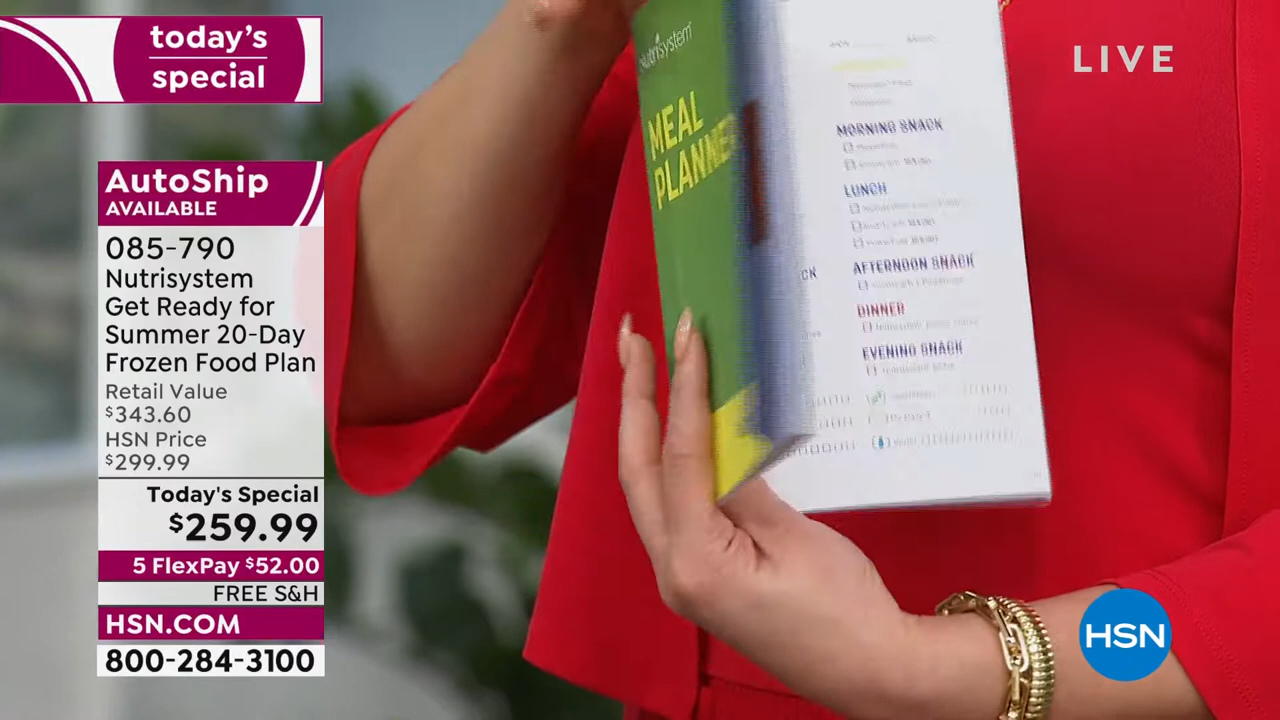 today's
special
LIVE
AutoShip
AVAILABLE
085-790
Nutrisystem
Get Ready for
Summer 20-Day
Frozen Food Plan
Retail Value
$343.60
HSN Price
$299.99
Today's Special
$259.99
5 FlexPay $52.00
FREE S&H
HSN.COM
800-284-3100
Nutrisystem
MEAL
PLANNER
MORNING SNACK
LUNCH
AFTERNOON SNACK
DINNER
EVENING SNACK
HSN